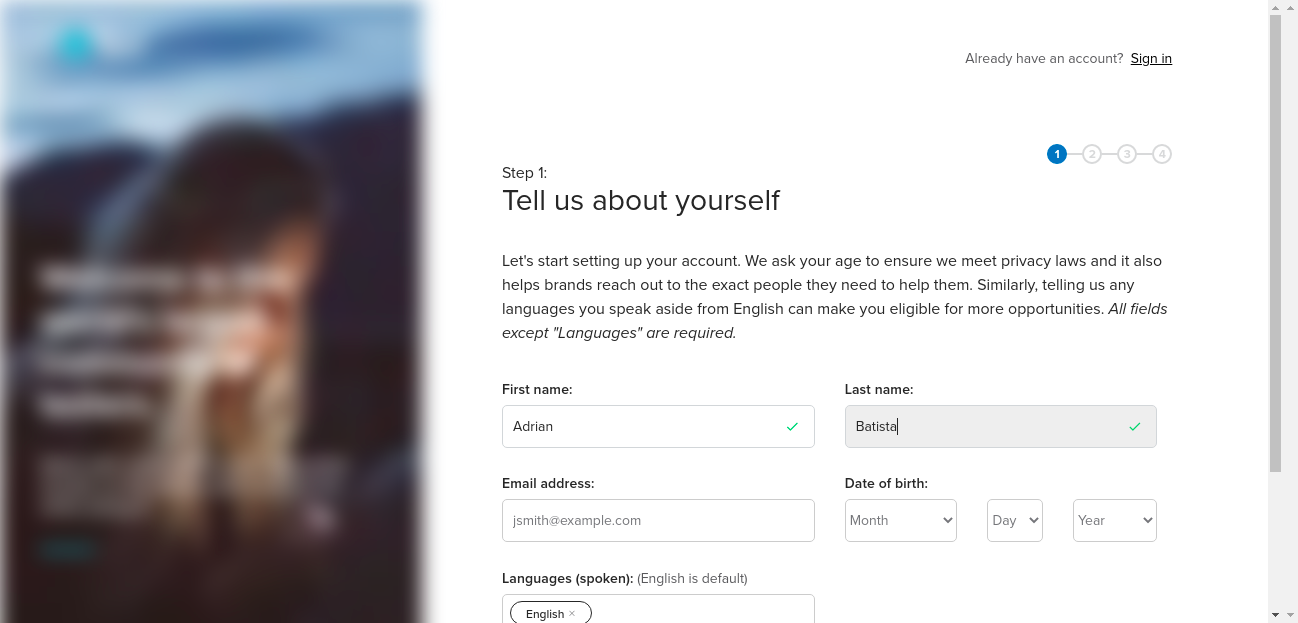 Already have an account? Sign in
1 2 3 4
Step 1:
Tell us about yourself
Let's start setting up your account. We ask your age to ensure we meet privacy laws and it also
helps brands reach out to the exact people they need to help them. Similarly, telling us any
languages you speak aside from English can make you eligible for more opportunities. All fields
except "Languages" are required.
First name: Last name:
Adrian Batista
Email address: Date of birth:
jsmith@example.com Month Day Year
Languages (spoken): (English is default)
English ×